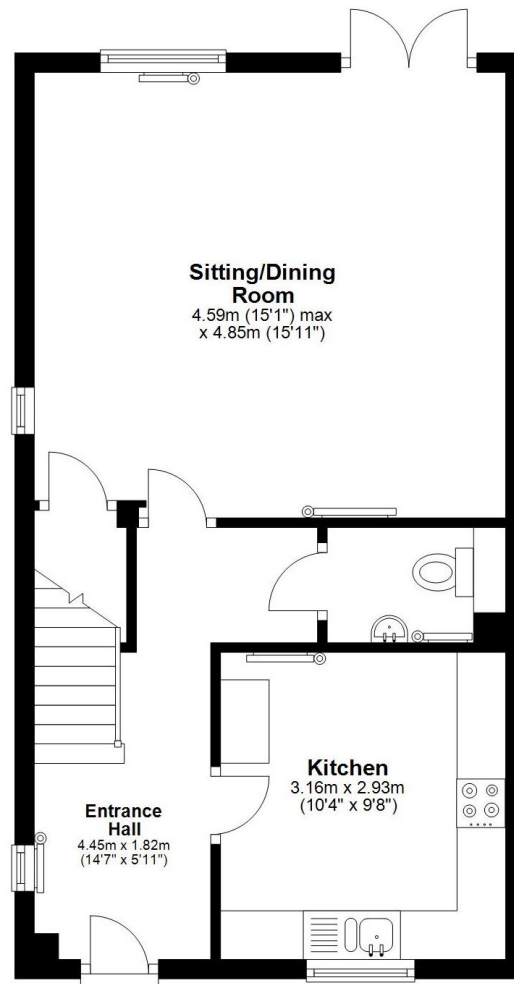 Sitting/Dining
Room
4.59m (15'1") max
x 4.85m (15'11")
Kitchen
3.16m x 2.93m
(10'4" x 9'8")
Entrance
Hall
4.45m x 1.82m
(14'7" x 5'11")